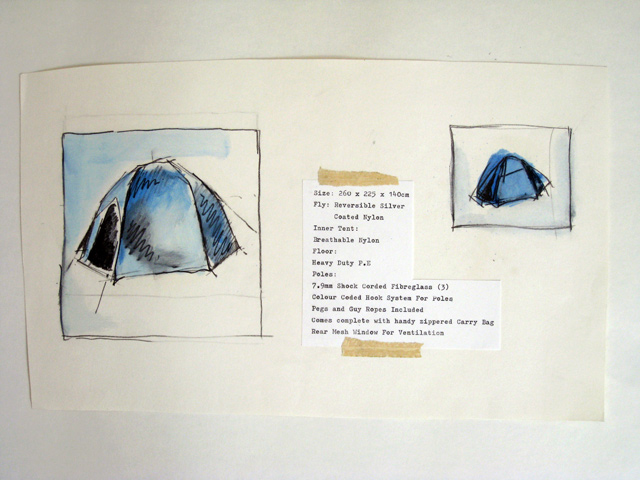 Size: 260 x 225 x 140cm
Fly: Reversible Silver
Coated Nylon
Inner Tent:
Breathable Nylon
Floor:
Heavy Duty P.E
Poles:
7.9mm Shock Corded Fibreglass (3)
Colour Coded Hook System For Poles
Pegs and Guy Ropes Included
Comes complete with handy zippered Carry Bag
Rear Mesh Window For Ventilation